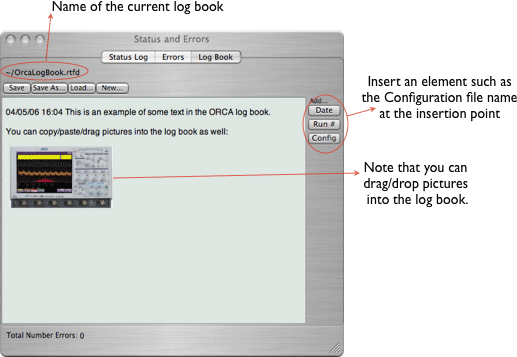 Name of the current log book
Status and Errors
Status Log Errors Log Book
~/OrcaLogBook.rtfd
Save Save As... Load... New...
Add...
Date
Run #
Config
04/05/06 16:04 This is an example of some text in the ORCA log book.
You can copy/paste/drag pictures into the log book as well:
Insert an element such as
the Configuration file name
at the insertion point
Note that you can
drag/drop pictures
into the log book.
Total Number Errors: 0